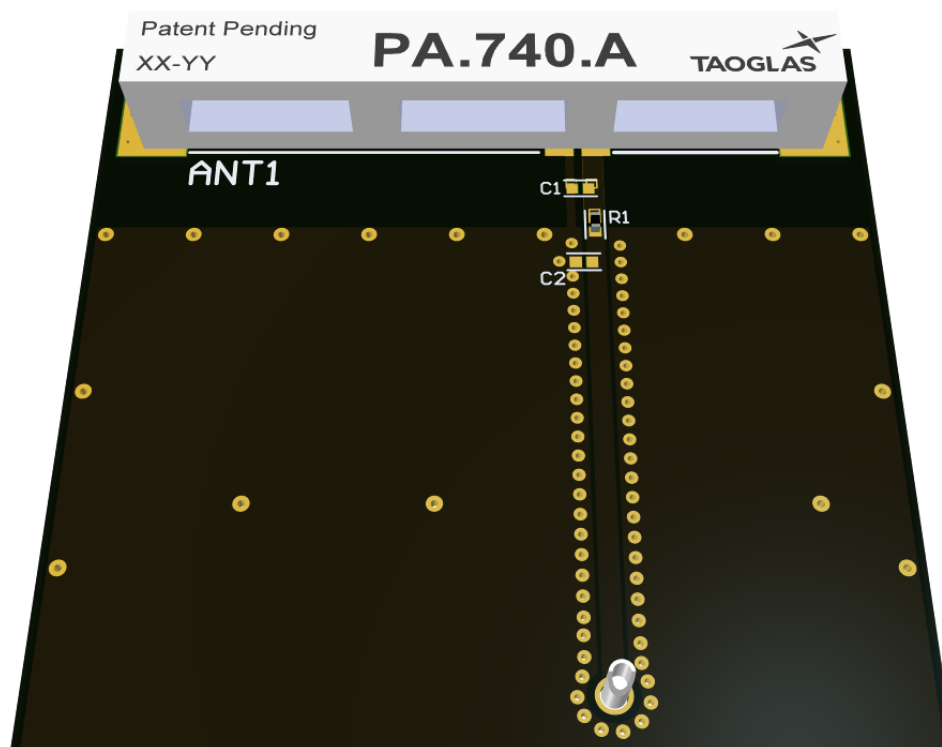 Patent Pending
XX-YY
PA.740.A
TAOGLAS
ANT1
C1
R1
C2